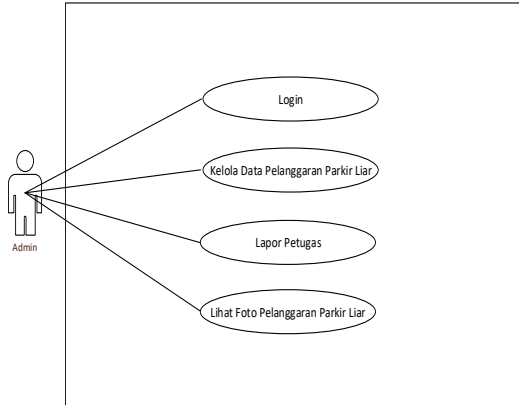 Login
Kelola Data Pelanggaran Parkir Liar
Admin
Lapor Petugas
Lihat Foto Pelanggaran Parkir Liar